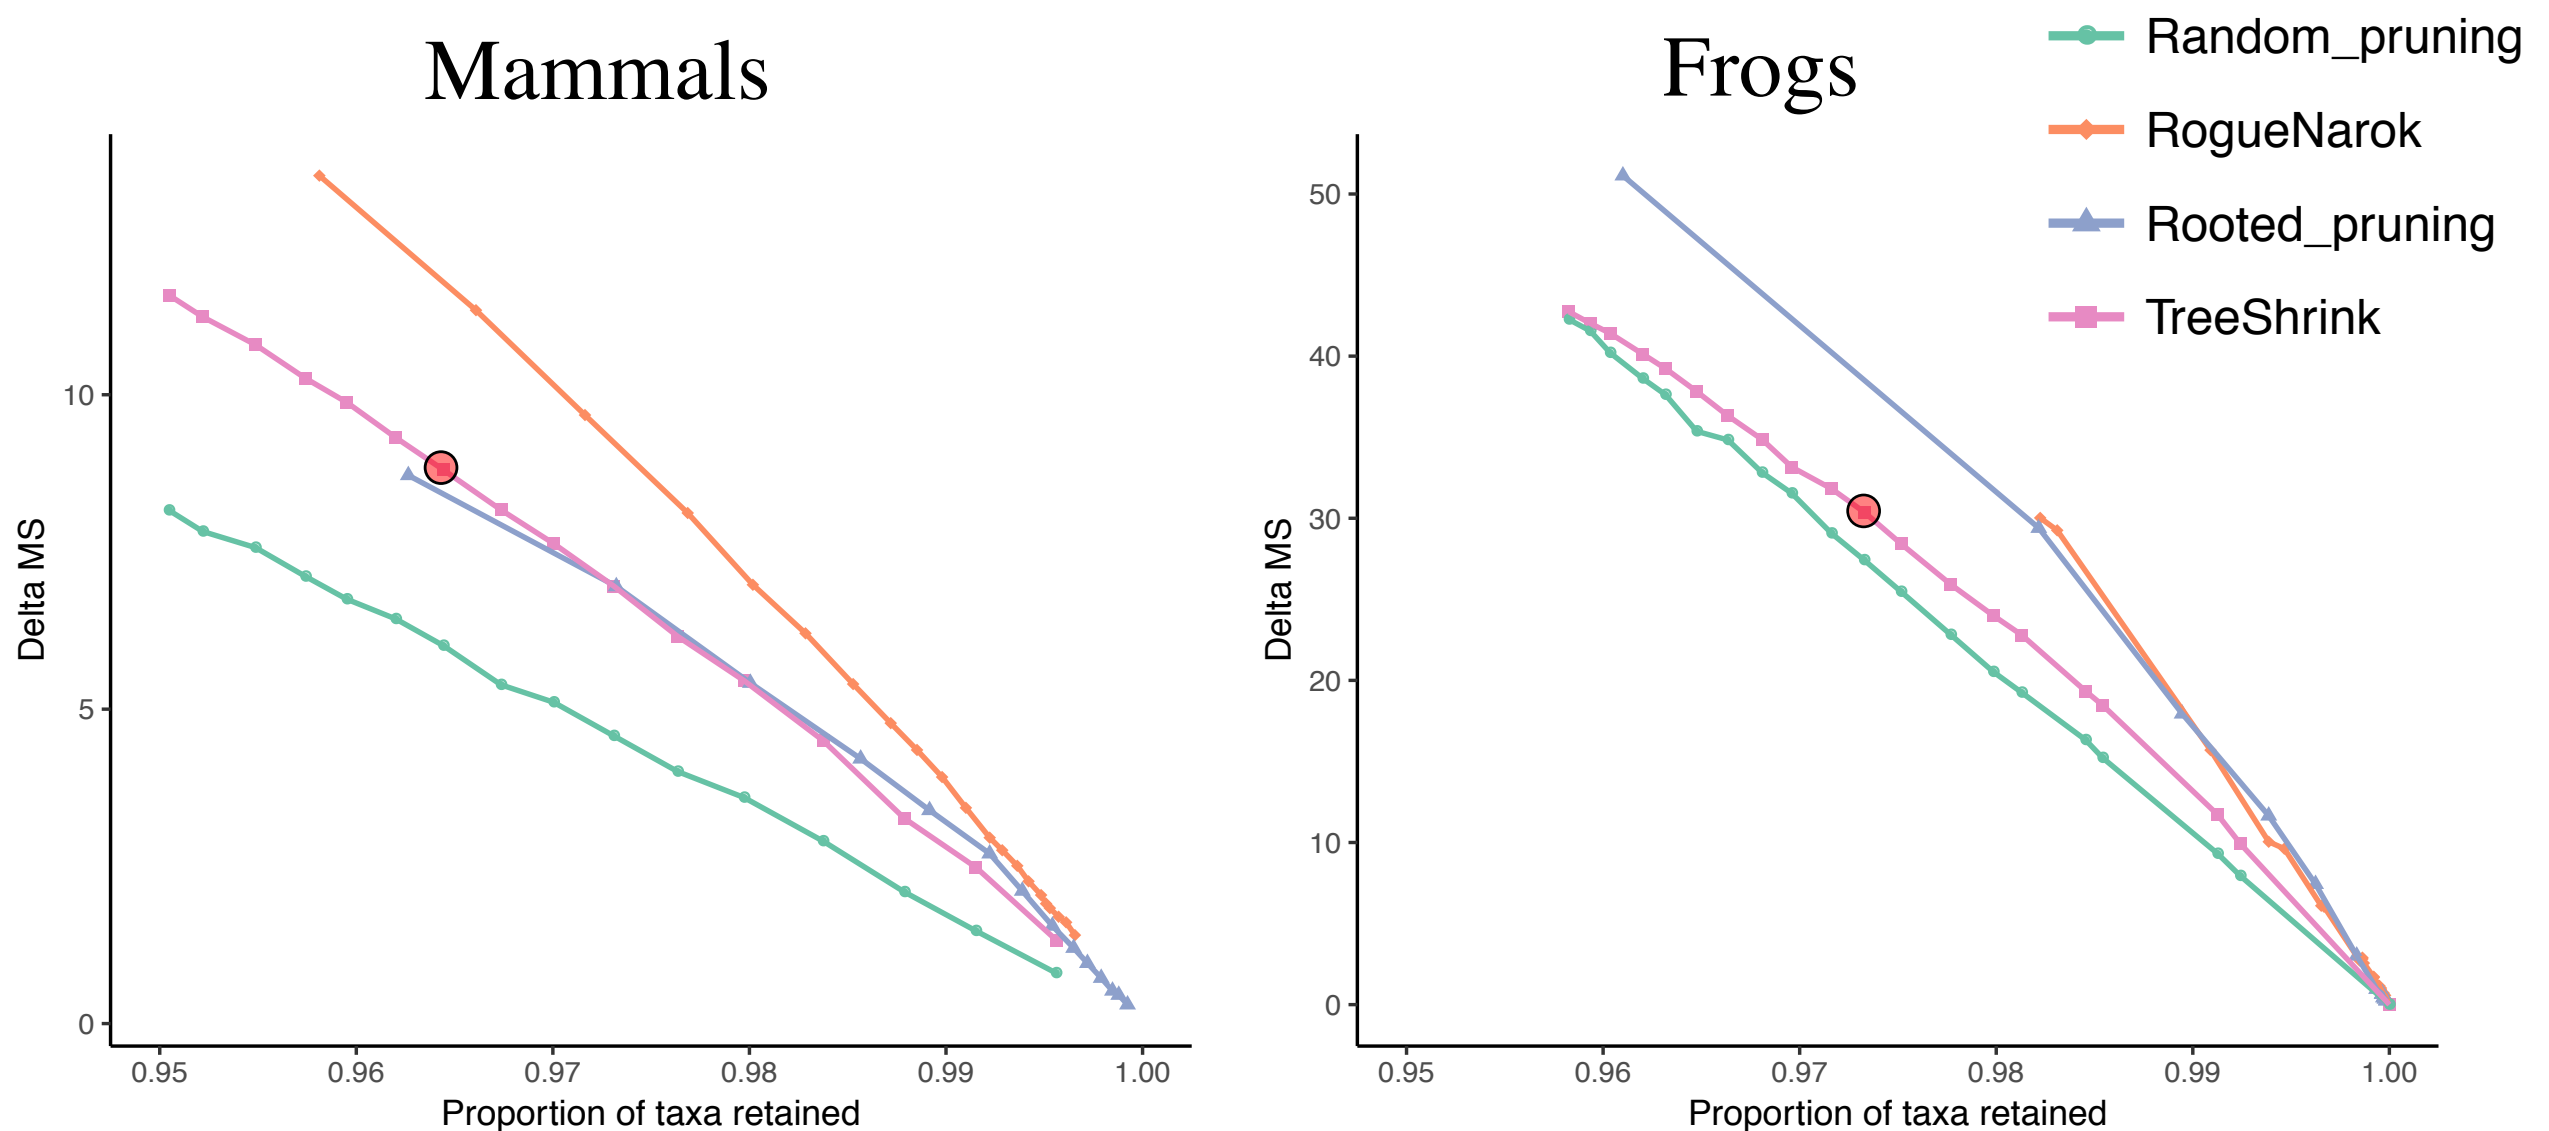 Mammals
Frogs
Random_pruning
RogueNarok
Rooted_pruning
TreeShrink
Delta MS
10
5
0
0.95 0.96 0.97 0.98 0.99 1.00
Proportion of taxa retained
Delta MS
50
40
30
20
10
0
0.95 0.96 0.97 0.98 0.99 1.00
Proportion of taxa retained